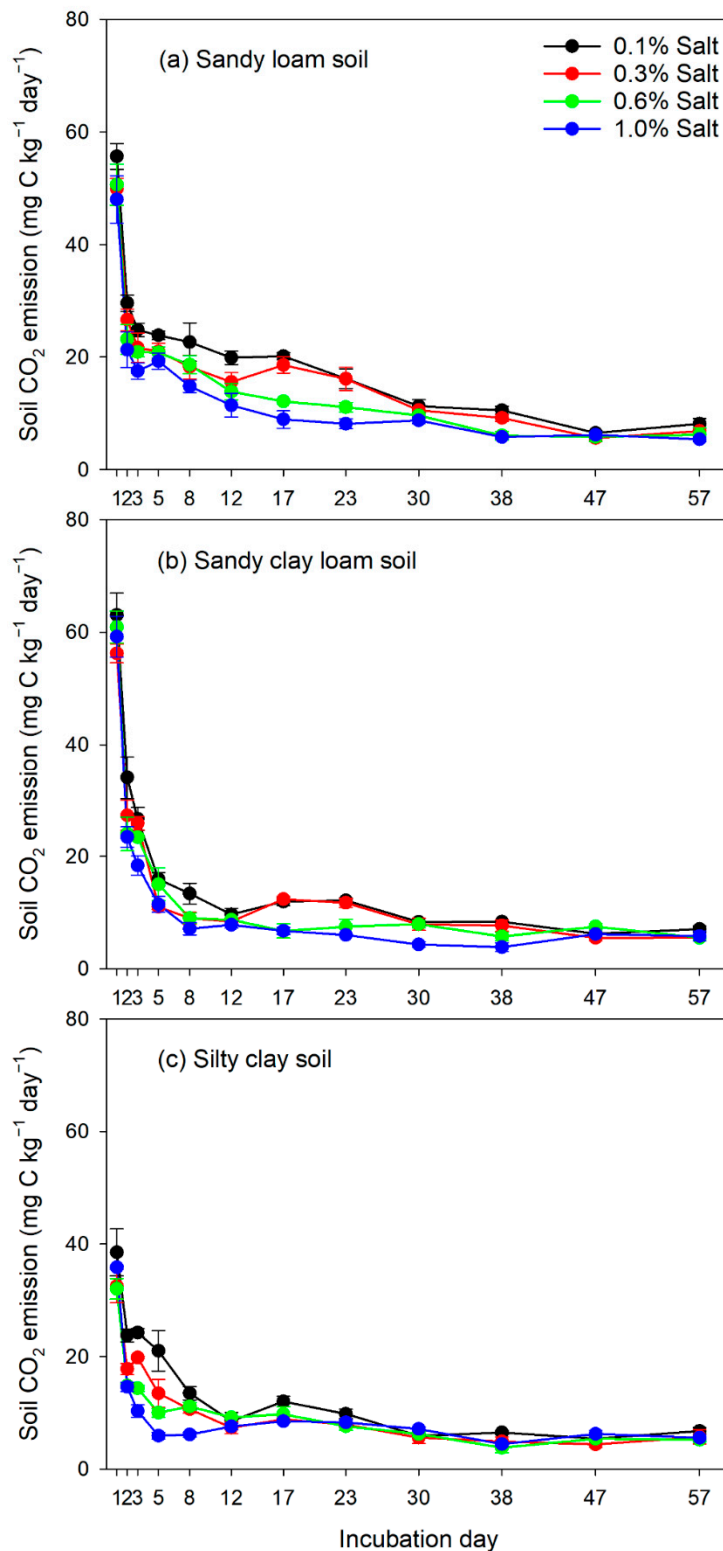 80
(a) Sandy loam soil
0.1% Salt
0.3% Salt
0.6% Salt
1.0% Salt
60
40
20
0
Soil CO₂ emission (mg C kg⁻¹ day⁻¹)
1 2 3 5 8 12 17 23 30 38 47 57
80
(b) Sandy clay loam soil
60
40
20
0
Soil CO₂ emission (mg C kg⁻¹ day⁻¹)
1 2 3 5 8 12 17 23 30 38 47 57
80
(c) Silty clay soil
60
40
20
0
Soil CO₂ emission (mg C kg⁻¹ day⁻¹)
1 2 3 5 8 12 17 23 30 38 47 57
Incubation day